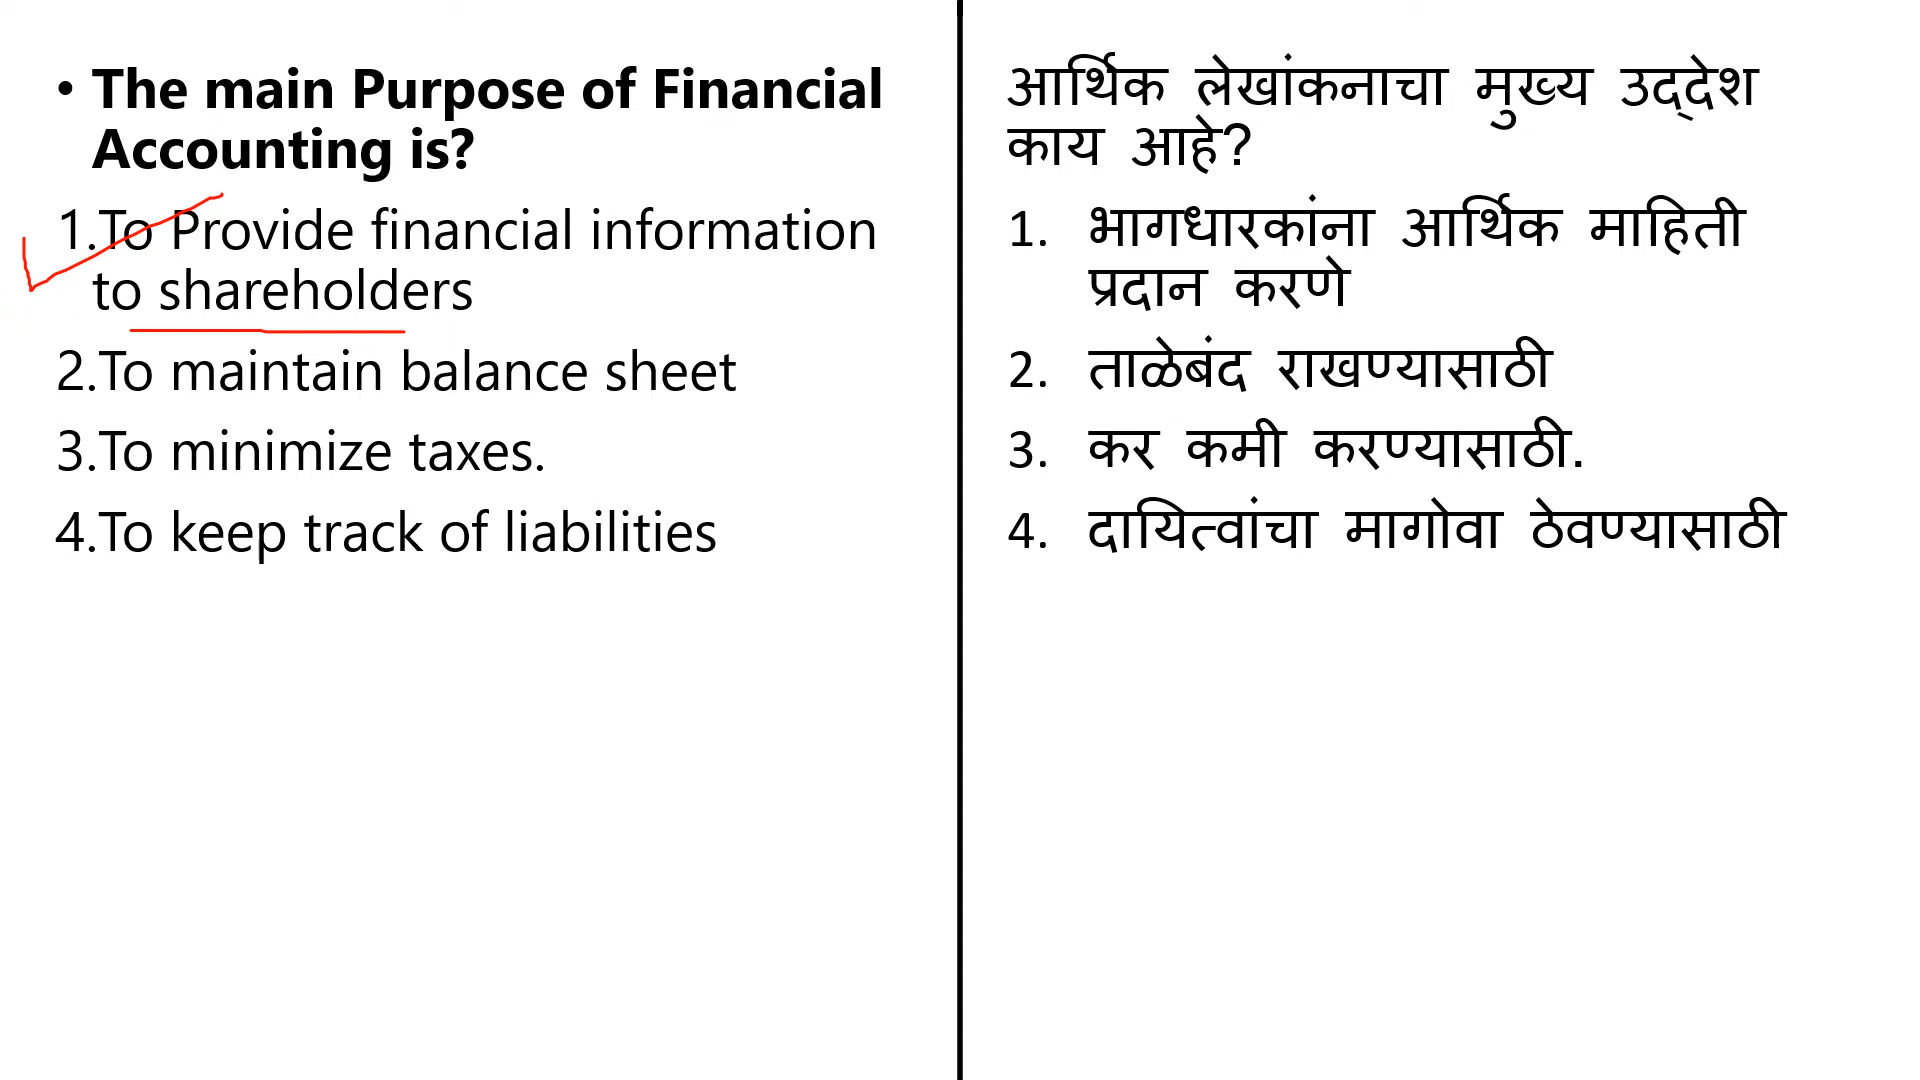 • The main Purpose of Financial
Accounting is?
1.To Provide financial information
to shareholders
2.To maintain balance sheet
3.To minimize taxes.
4.To keep track of liabilities
आर्थिक लेखांकनाचा मुख्य उद्‌देश
काय आहे?
1. भागधारकांना आर्थिक माहिती
प्रदान करणे
2. ताळेबंद राखण्यासाठी
3. कर कमी करण्यासाठी.
4. दायित्वांचा मागोवा ठेवण्यासाठी